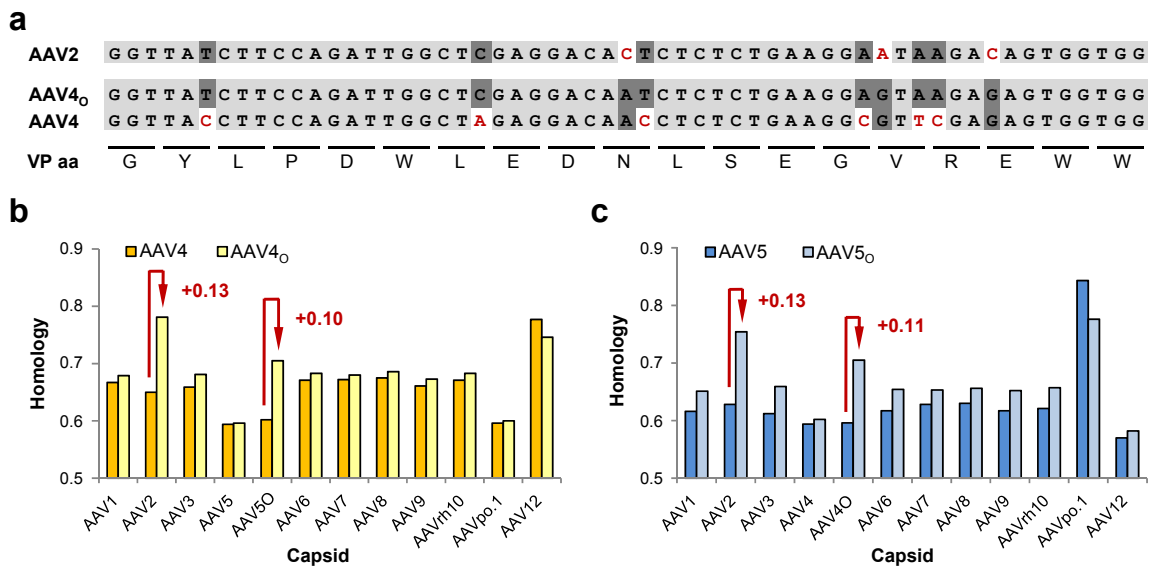 a
AAV2 GGTTATCTTCCAGATTGGCTCGAGGACACTCTCTCTGAAGGAATAAGACAGTGGTGG
AAV4O GGTTATCTTCCAGATTGGCTCGAGGACAATCTCTCTGAAGGAGTAAGAGAGTGGTGG
AAV4 GGTTACCTTCCAGATTGGCTAGAGGACAACCTCTCTGAAGGCGTTCGAGAGTGGTGG
VP aa G Y L P D W L E D N L S E G V R E W W
b
AAV4 AAV4O
+0.13
+0.10
Homology
0.9
0.8
0.7
0.6
0.5
AAV1 AAV2 AAV3 AAV5 AAV5O AAV6 AAV7 AAV8 AAV9 AAVrh10 AAVpo.1 AAV12
Capsid
c
AAV5 AAV5O
+0.13
+0.11
Homology
0.9
0.8
0.7
0.6
0.5
AAV1 AAV2 AAV3 AAV4 AAV4O AAV6 AAV7 AAV8 AAV9 AAVrh10 AAVpo.1 AAV12
Capsid